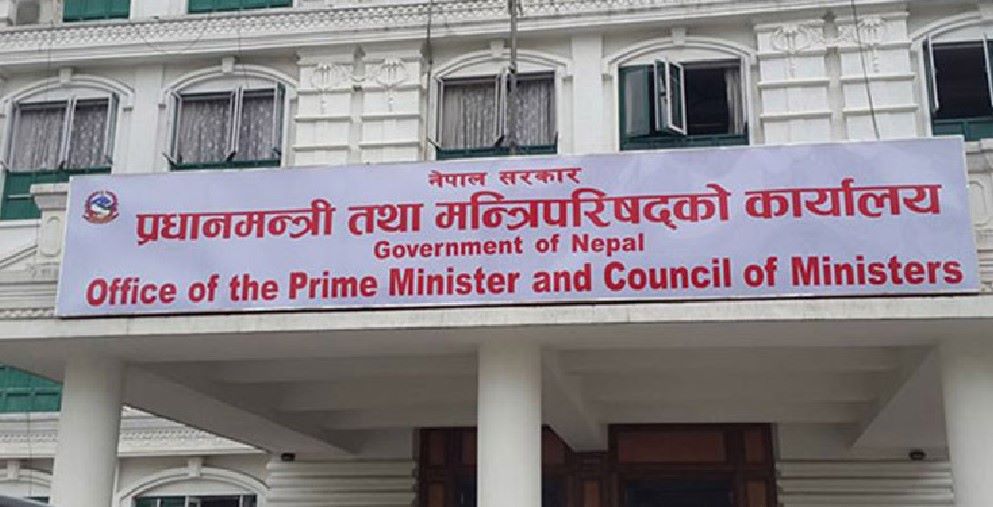 नेपाल सरकार
प्रधानमन्त्री तथा मन्त्रिपरिषद्को कार्यालय
Government of Nepal
Office of the Prime Minister and Council of Ministers